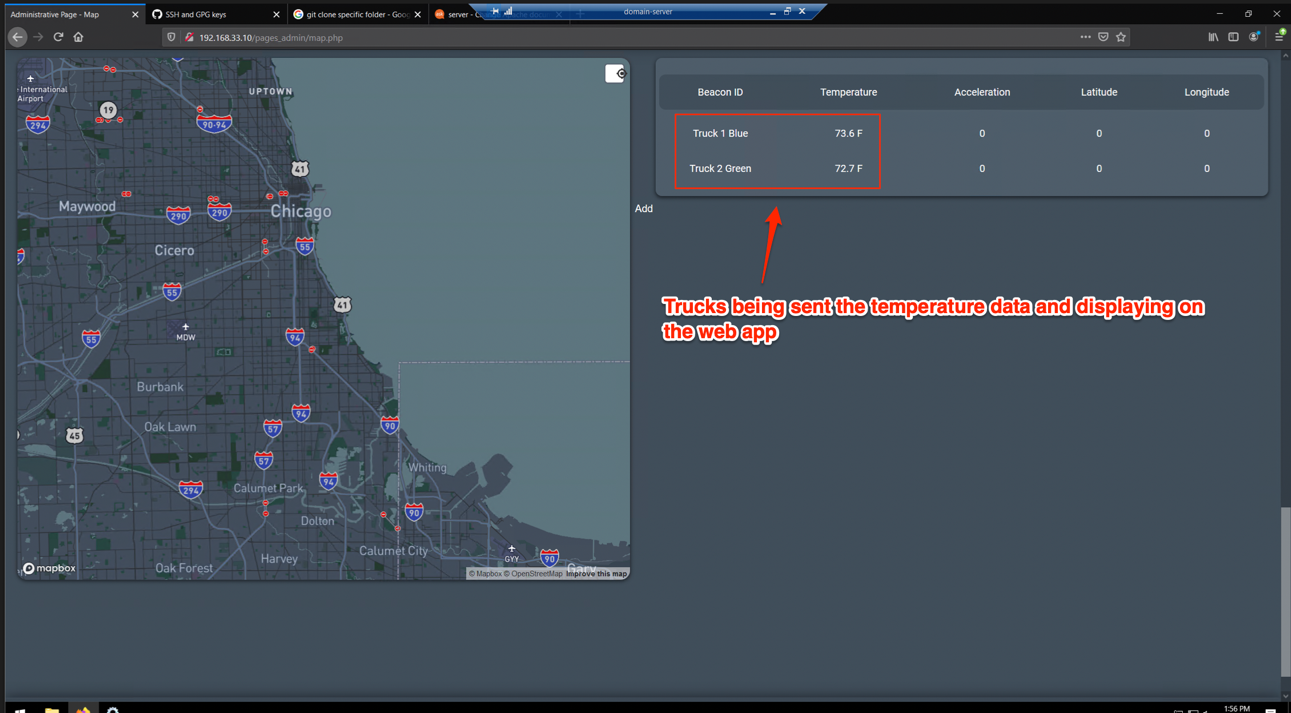 Administrative Page - Map
SSH and GPG keys
git clone specific folder - Goo
server - C
domain-server
192.168.33.10/pages_admin/map.php
International
Airport
294
19
90-94
UPTOWN
41
Maywood
290
290
Chicago
Cicero
55
55
41
55
MDW
94
Burbank
Oak Lawn
45
94
57
90
57
Whiting
294
Calumet Park
94
Dolton
90
Calumet City
Harvey
GYY
90
Oak Forest
Gary
mapbox
© Mapbox © OpenStreetMap Improve this map
Beacon ID Temperature Acceleration Latitude Longitude
Truck 1 Blue 73.6 F 0 0 0
Truck 2 Green 72.7 F 0 0 0
Add
Trucks being sent the temperature data and displaying on
the web app
1:56 PM